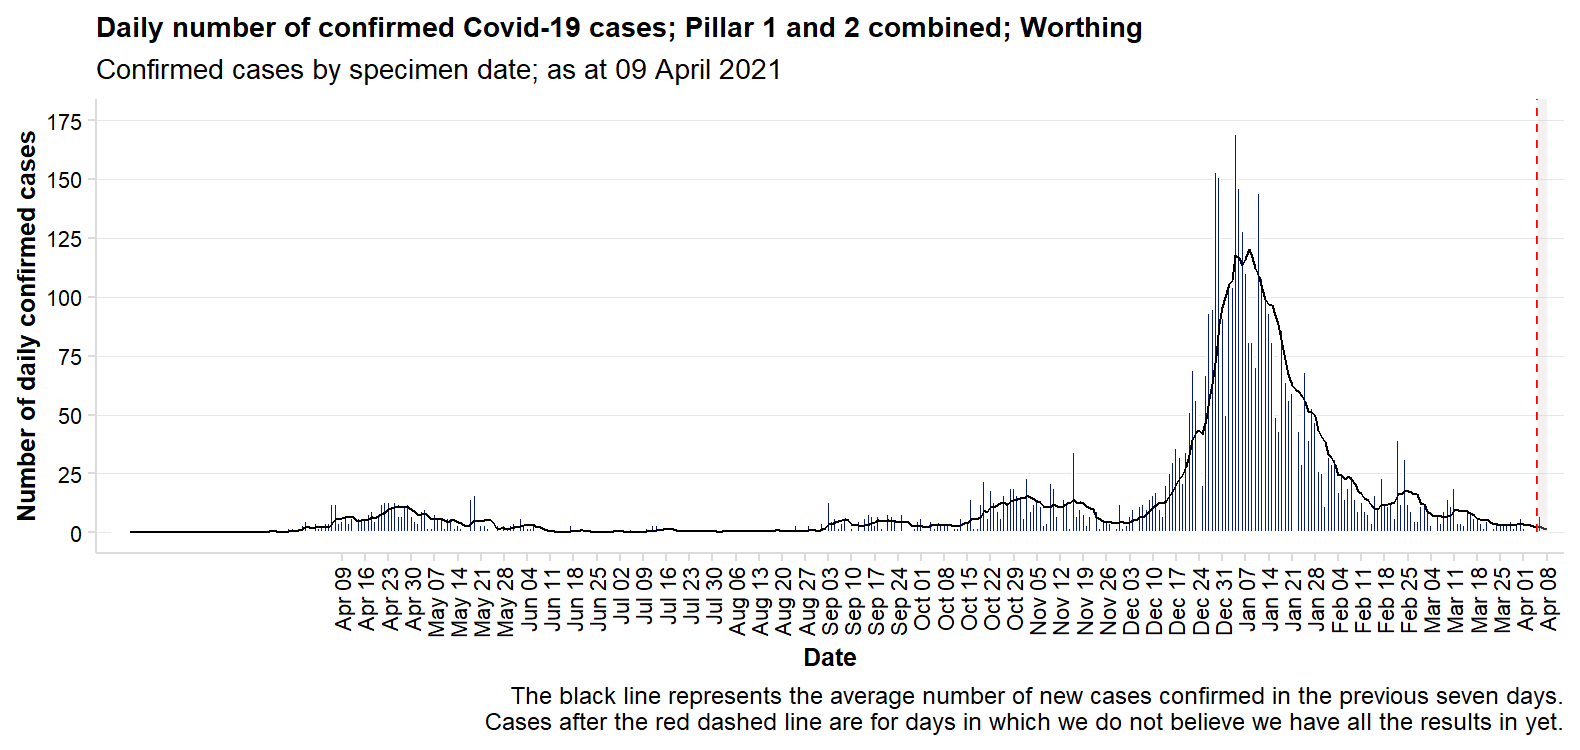 Daily number of confirmed Covid-19 cases; Pillar 1 and 2 combined; Worthing
Confirmed cases by specimen date; as at 09 April 2021
Number of daily confirmed cases
175
150
125
100
75
50
25
0
Apr 09
Apr 16
Apr 23
Apr 30
May 07
May 14
May 21
May 28
Jun 04
Jun 11
Jun 18
Jun 25
Jul 02
Jul 09
Jul 16
Jul 23
Jul 30
Aug 06
Aug 13
Aug 20
Aug 27
Sep 03
Sep 10
Sep 17
Sep 24
Oct 01
Oct 08
Oct 15
Oct 22
Oct 29
Nov 05
Nov 12
Nov 19
Nov 26
Dec 03
Dec 10
Dec 17
Dec 24
Dec 31
Jan 07
Jan 14
Jan 21
Jan 28
Feb 04
Feb 11
Feb 18
Feb 25
Mar 04
Mar 11
Mar 18
Mar 25
Apr 01
Apr 08
Date
The black line represents the average number of new cases confirmed in the previous seven days.
Cases after the red dashed line are for days in which we do not believe we have all the results in yet.